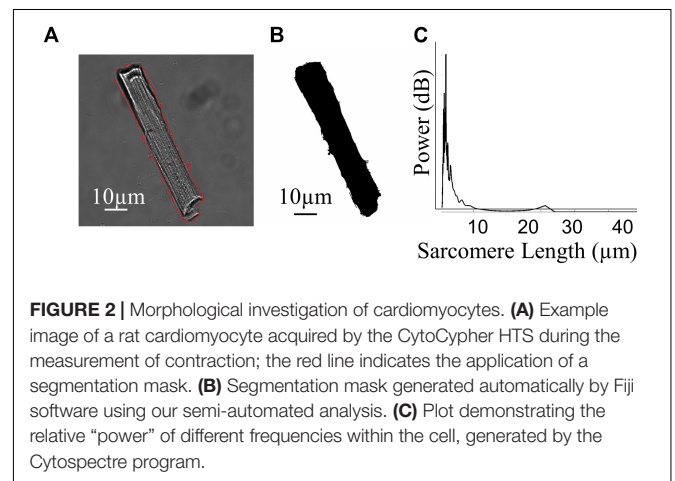 A
B
C
10µm
10µm
Power (dB)
10 20 30 40
Sarcomere Length (µm)
FIGURE 2 | Morphological investigation of cardiomyocytes. (A) Example
image of a rat cardiomyocyte acquired by the CytoCypher HTS during the
measurement of contraction; the red line indicates the application of a
segmentation mask. (B) Segmentation mask generated automatically by Fiji
software using our semi-automated analysis. (C) Plot demonstrating the
relative “power” of different frequencies within the cell, generated by the
Cytospectre program.